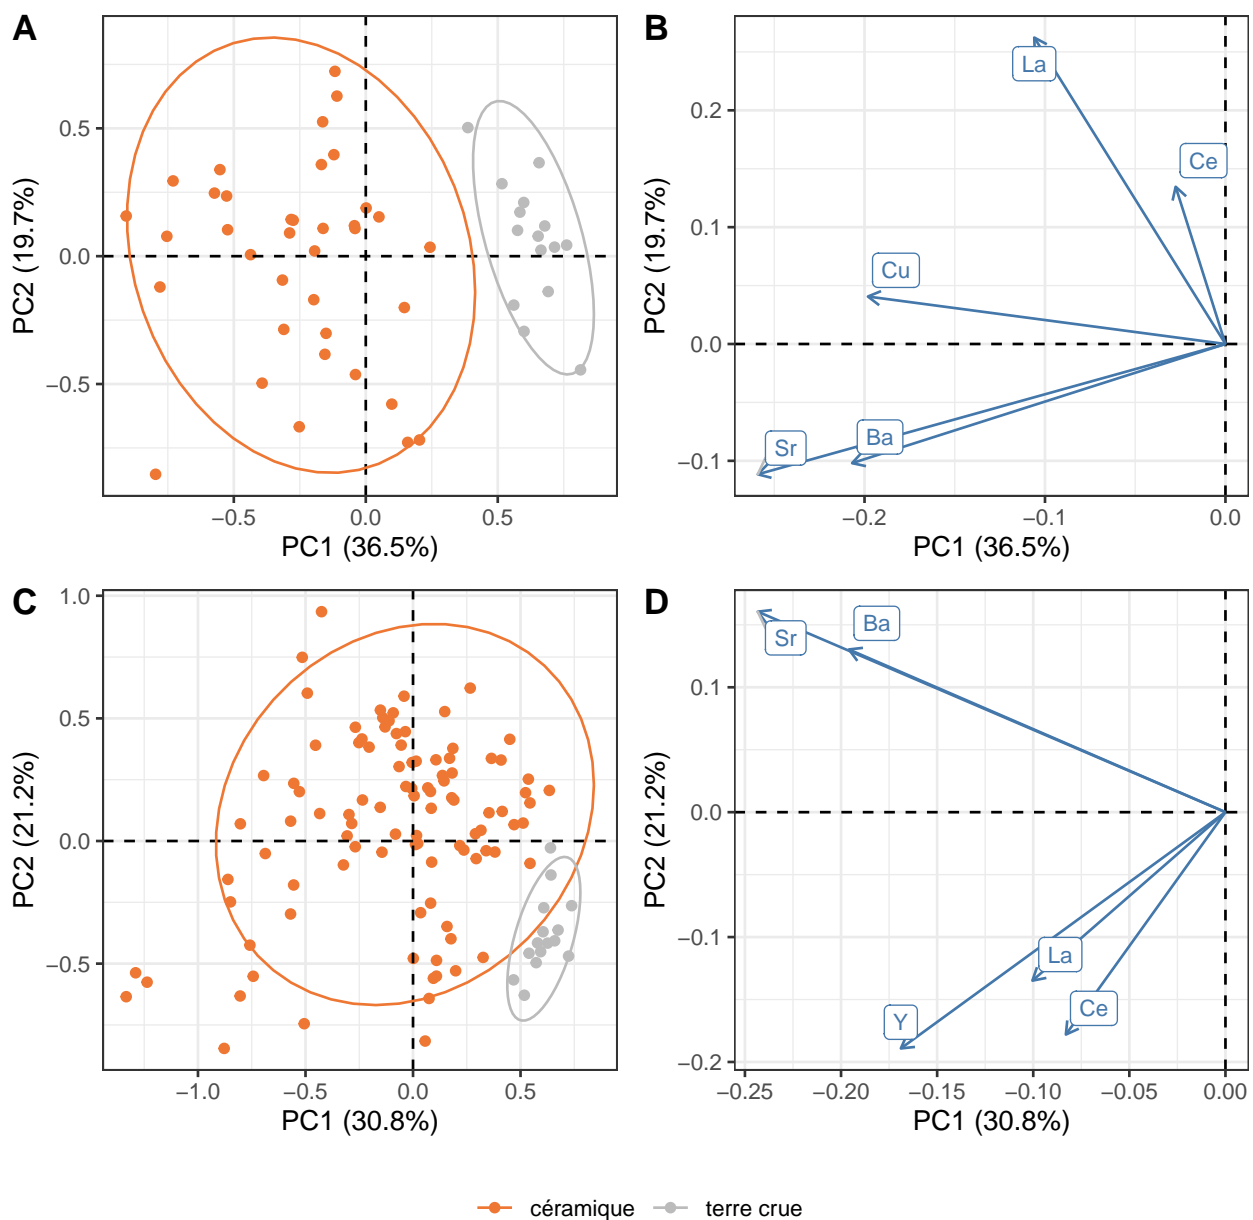 A
PC2 (19.7%)
0.5
0.0
−0.5
−0.5
0.0
0.5
PC1 (36.5%)
B
PC2 (19.7%)
0.2
0.1
0.0
−0.1
La
Ce
Cu
Sr
Ba
−0.2
−0.1
0.0
PC1 (36.5%)
C
PC2 (21.2%)
1.0
0.5
0.0
−0.5
−1.0
−0.5
0.0
0.5
PC1 (30.8%)
D
PC2 (21.2%)
0.1
0.0
−0.1
−0.2
Sr
Ba
La
Ce
Y
−0.25
−0.20
−0.15
−0.10
−0.05
0.00
PC1 (30.8%)
céramique
terre crue